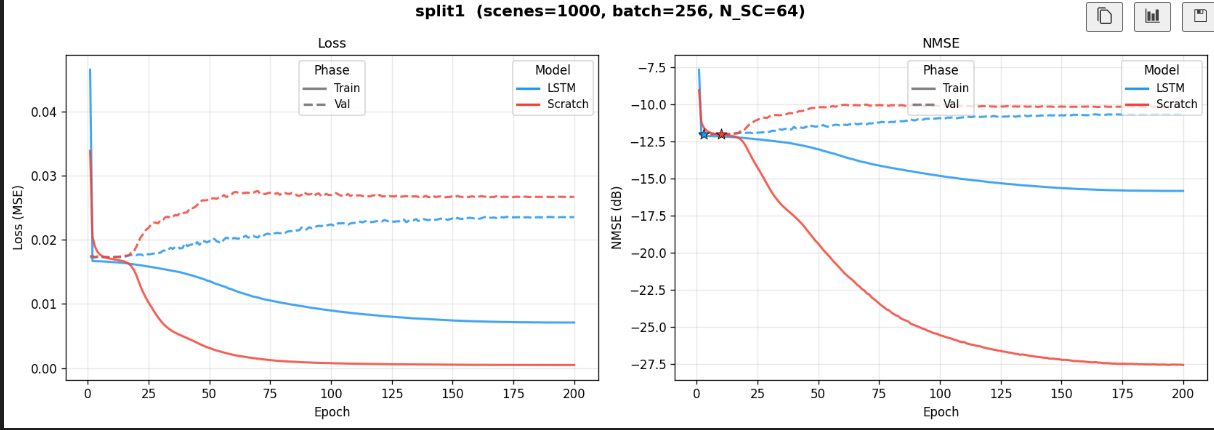 split1  (scenes=1000, batch=256, N_SC=64)
Loss
Loss (MSE)
0.04
0.03
0.02
0.01
0.00
Phase
Train
Val
Model
LSTM
Scratch
0 25 50 75 100 125 150 175 200
Epoch
NMSE
NMSE (dB)
−7.5
−10.0
−12.5
−15.0
−17.5
−20.0
−22.5
−25.0
−27.5
Phase
Train
Val
Model
LSTM
Scratch
0 25 50 75 100 125 150 175 200
Epoch